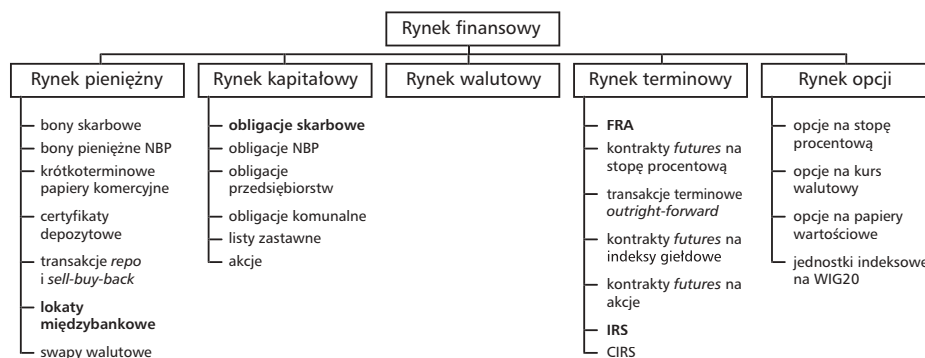 Rynek finansowy
Rynek pieniężny
Rynek kapitałowy
Rynek walutowy
Rynek terminowy
Rynek opcji
bony skarbowe
bony pieniężne NBP
krótkoterminowe
papiery komercyjne
certyfikaty
depozytowe
transakcje repo
i sell-buy-back
lokaty
międzybankowe
swapy walutowe
obligacje skarbowe
obligacje NBP
obligacje
przedsiębiorstw
obligacje komunalne
listy zastawne
akcje
FRA
kontrakty futures na
stopę procentową
transakcje terminowe
outright-forward
kontrakty futures na
indeksy giełdowe
kontrakty futures na
akcje
IRS
CIRS
opcje na stopę
procentową
opcje na kurs
walutowy
opcje na papiery
wartościowe
jednostki indeksowe
na WIG20